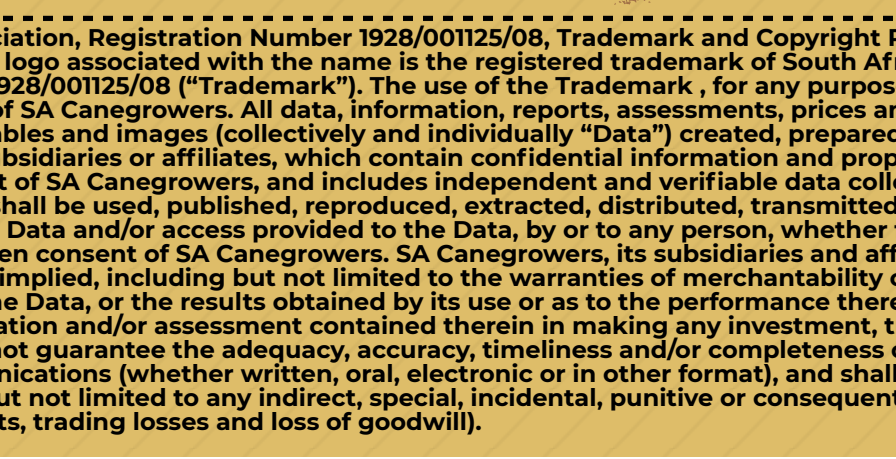 ciation, Registration Number 1928/001125/08, Trademark and Copyright
logo associated with the name is the registered trademark of South Afr
928/001125/08 (“Trademark”). The use of the Trademark , for any purpos
of SA Canegrowers. All data, information, reports, assessments, prices a
bles and images (collectively and individually “Data”) created, prepared
bsidiaries or affiliates, which contain confidential information and prop
t of SA Canegrowers, and includes independent and verifiable data coll
shall be used, published, reproduced, extracted, distributed, transmitted
Data and/or access provided to the Data, by or to any person, whether
en consent of SA Canegrowers. SA Canegrowers, its subsidiaries and aff
implied, including but not limited to the warranties of merchantability
he Data, or the results obtained by its use or as to the performance there
ation and/or assessment contained therein in making any investment, t
not guarantee the adequacy, accuracy, timeliness and/or completeness
nications (whether written, oral, electronic or in other format), and shall
ut not limited to any indirect, special, incidental, punitive or consequent
ts, trading losses and loss of goodwill).